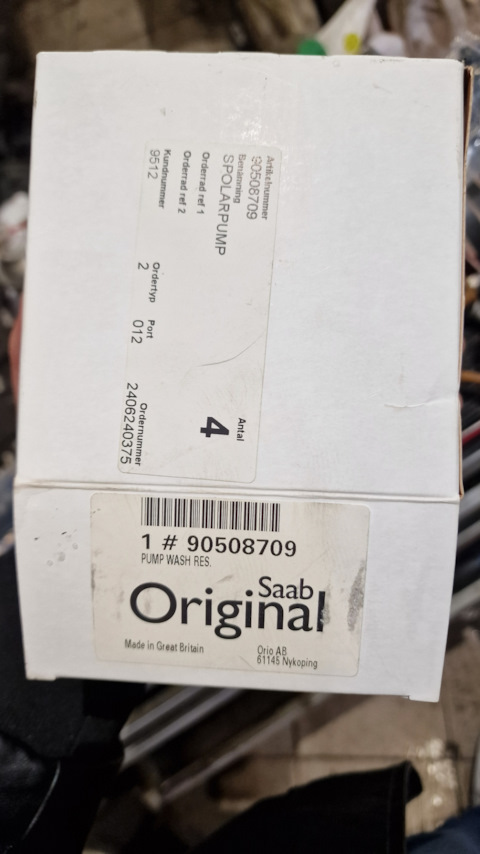 Artikelnummer
90508709
Benämning
SPOLARPUMP
Orderrad ref 1
Orderrad ref 2
Kundnummer
9512
Ordertyp
2
Port
012
Ordernummer
2406240375
Antal
4
1 # 90508709
PUMP WASH RES.
Saab
Original
Made in Great Britain
Orio AB
61145 Nykoping